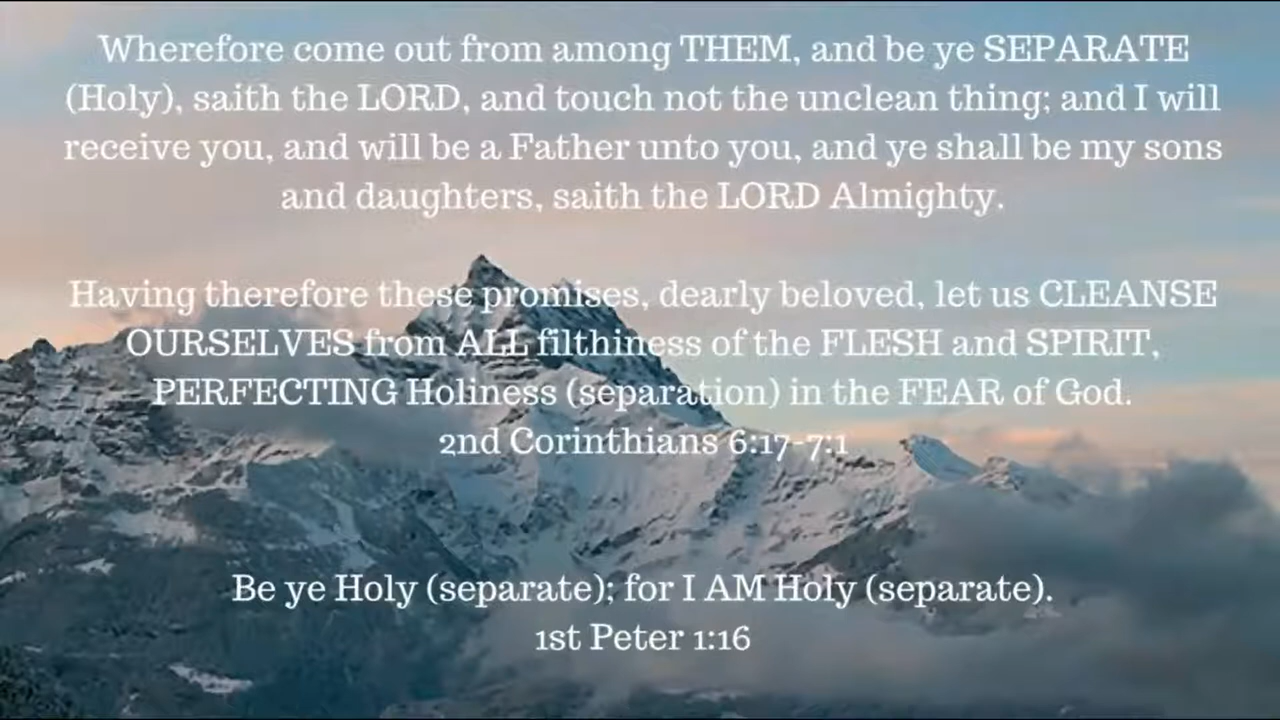 Wherefore come out from among THEM, and be ye SEPARATE
(Holy), saith the LORD, and touch not the unclean thing; and I will
receive you, and will be a Father unto you, and ye shall be my sons
and daughters, saith the LORD Almighty.
Having therefore these promises, dearly beloved, let us CLEANSE
OURSELVES from ALL filthiness of the FLESH and SPIRIT,
PERFECTING Holiness (separation) in the FEAR of God.
2nd Corinthians 6:17-7:1
Be ye Holy (separate); for I AM Holy (separate).
1st Peter 1:16